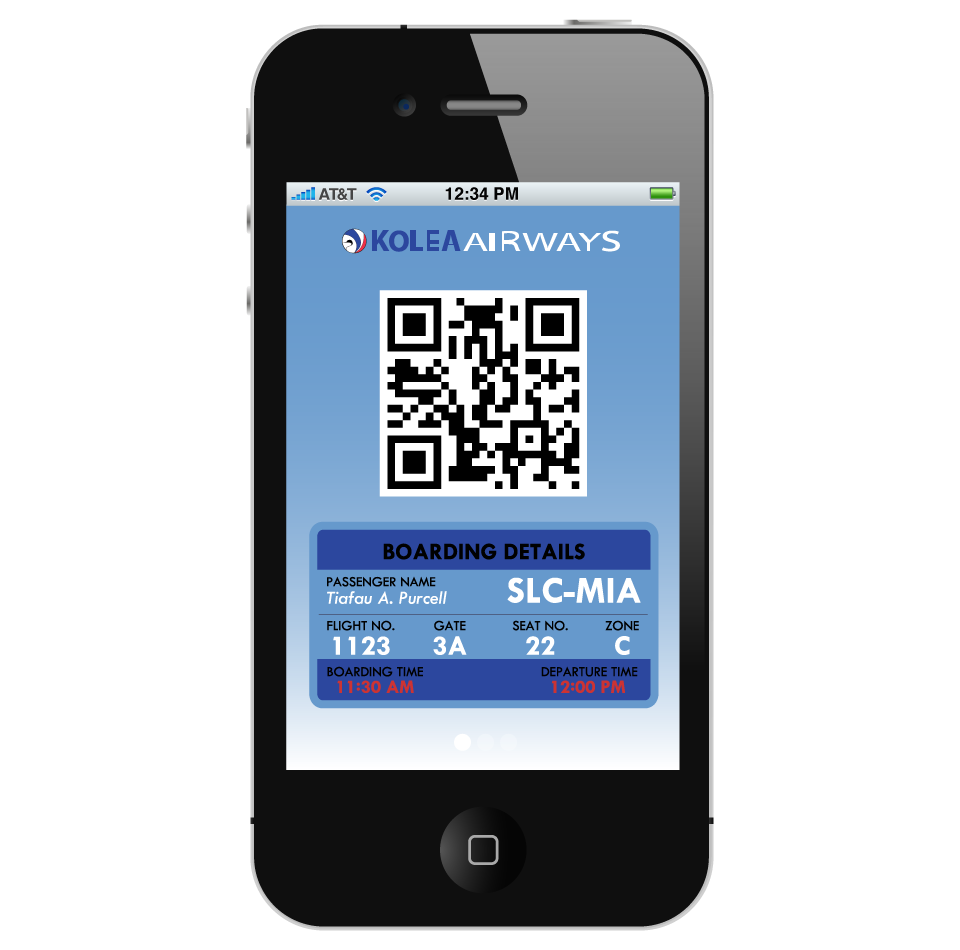 AT&T 12:34 PM
KOLEA AIRWAYS
BOARDING DETAILS
PASSENGER NAME
Tiafau A. Purcell
SLC-MIA
FLIGHT NO. GATE SEAT NO. ZONE
1123 3A 22 C
BOARDING TIME DEPARTURE TIME
11:30 AM 12:00 PM